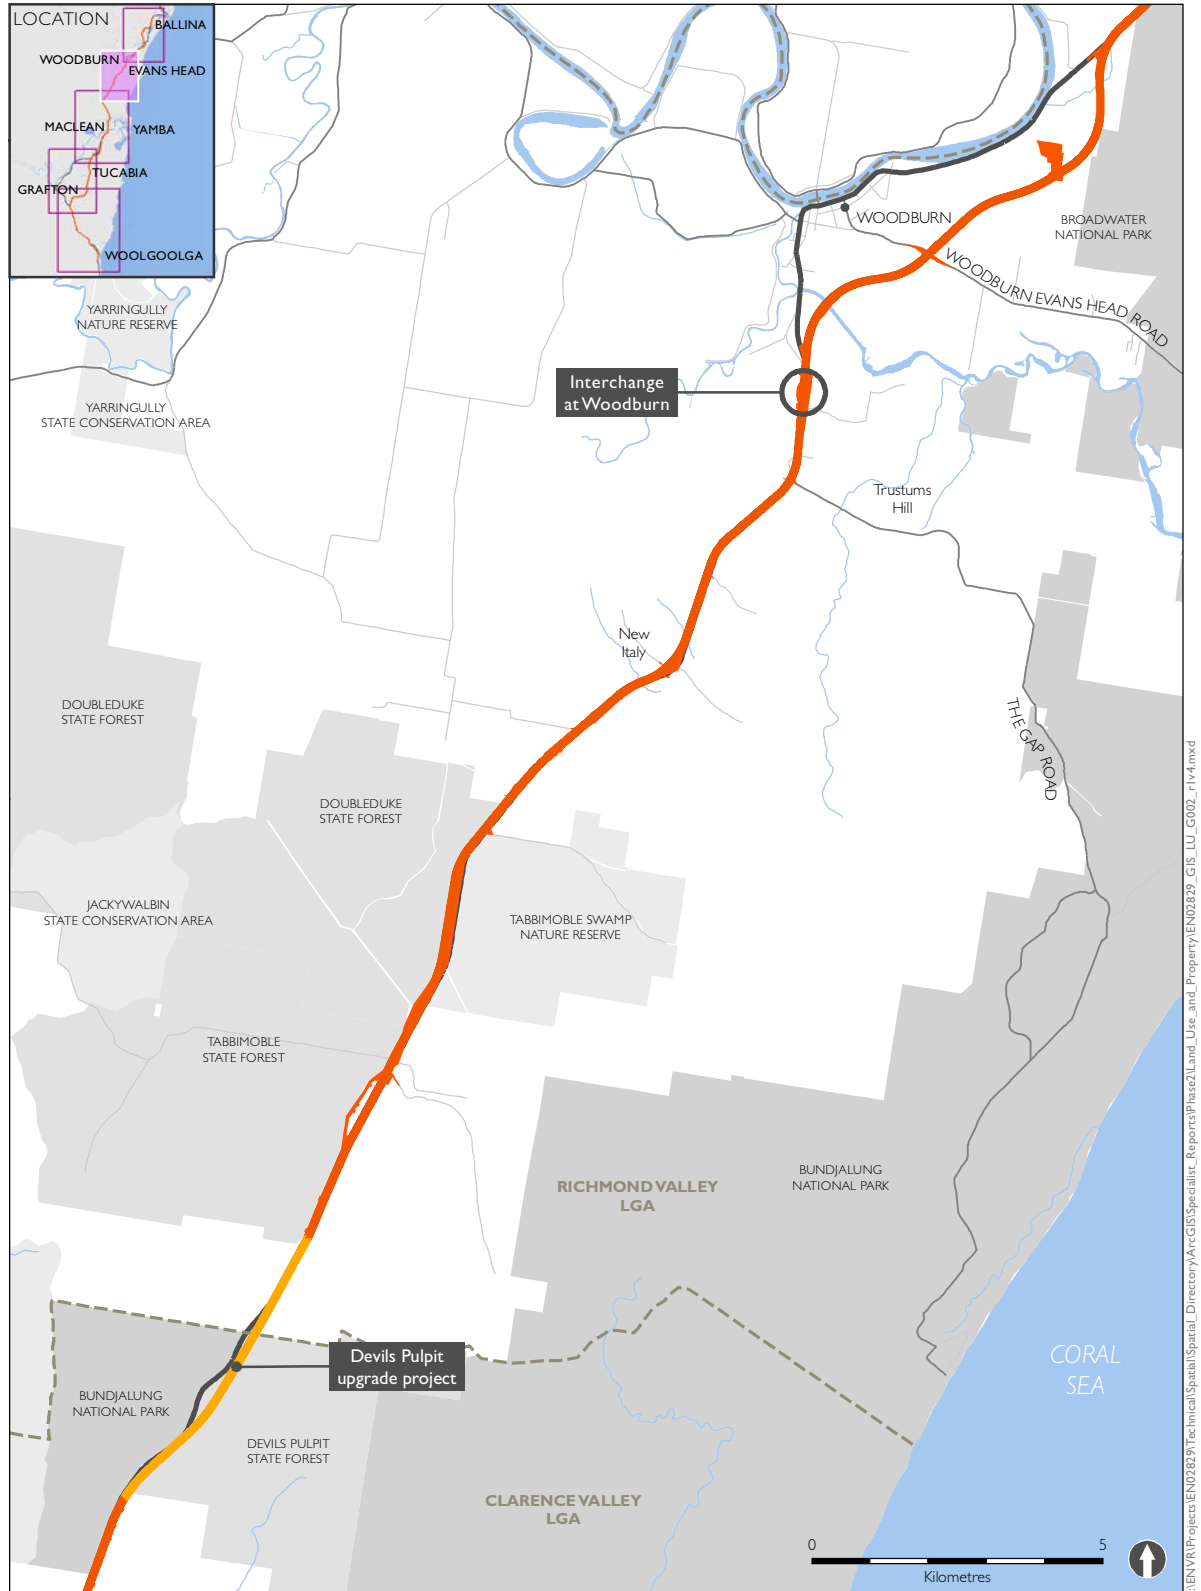 LOCATION
BALLINA
WOODBURN
EVANS HEAD
MACLEAN
YAMBA
TUCABIA
GRAFTON
WOOLGOOLGA
YARRINGULLY
NATURE RESERVE
YARRINGULLY
STATE CONSERVATION AREA
WOODBURN
BROADWATER
NATIONAL PARK
WOODBURN EVANS HEAD ROAD
Interchange
at Woodburn
Trustums
Hill
New
Italy
THE GAP ROAD
DOUBLEDUKE
STATE FOREST
DOUBLEDUKE
STATE FOREST
JACKYWALBIN
STATE CONSERVATION AREA
TABBIMOBLE SWAMP
NATURE RESERVE
TABBIMOBLE
STATE FOREST
BUNDJALUNG
NATIONAL PARK
RICHMOND VALLEY
LGA
Devils Pulpit
upgrade project
CORAL
SEA
BUNDJALUNG
NATIONAL PARK
DEVILS PULPIT
STATE FOREST
CLARENCE VALLEY
LGA
0 5
Kilometres
:\ENVR\Projects\EN02829\Technical\Spatial\Spatial_Directory\ArcGIS\Specialist_Reports\Phase2\Land_Use_and_Property\EN02829_GIS_LU_G002_r1v4.mxd